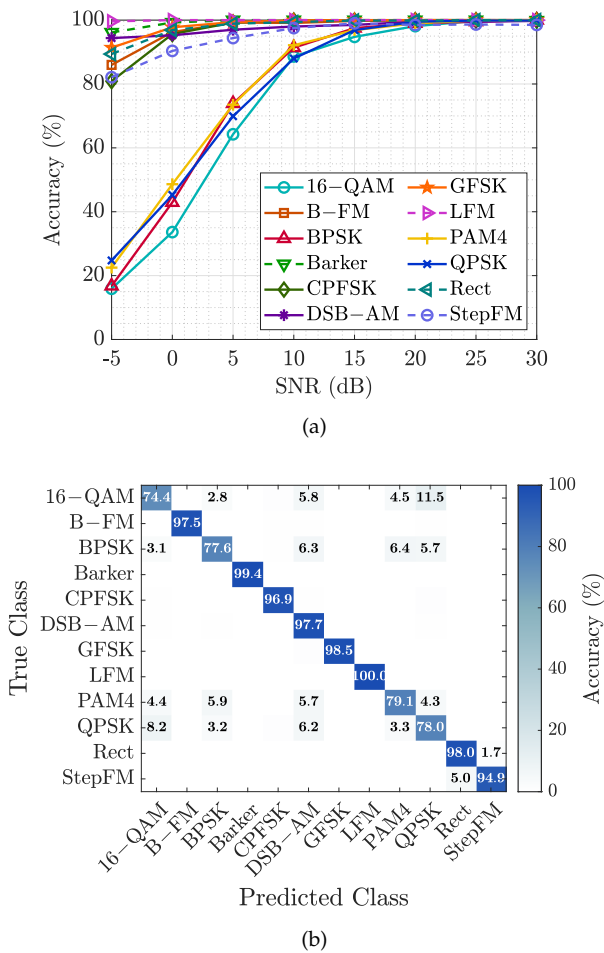 100
80
60
40
20
0
Accuracy (%)
16−QAM GFSK
B−FM LFM
BPSK PAM4
Barker QPSK
CPFSK Rect
DSB−AM StepFM
-5 0 5 10 15 20 25 30
SNR (dB)
(a)
16−QAM 74.4 2.8 5.8 4.5 11.5
B−FM 97.5
BPSK 3.1 77.6 6.3 6.4 5.7
Barker 99.4
CPFSK 96.9
DSB−AM 97.7
GFSK 98.5
LFM 100.0
PAM4 4.4 5.9 5.7 79.1 4.3
QPSK 8.2 3.2 6.2 3.3 78.0
Rect 98.0 1.7
StepFM 5.0 94.9
True Class
16−QAM B−FM BPSK Barker CPFSK DSB−AM GFSK LFM PAM4 QPSK Rect StepFM
Predicted Class
100
80
60
40
20
0
Accuracy (%)
(b)